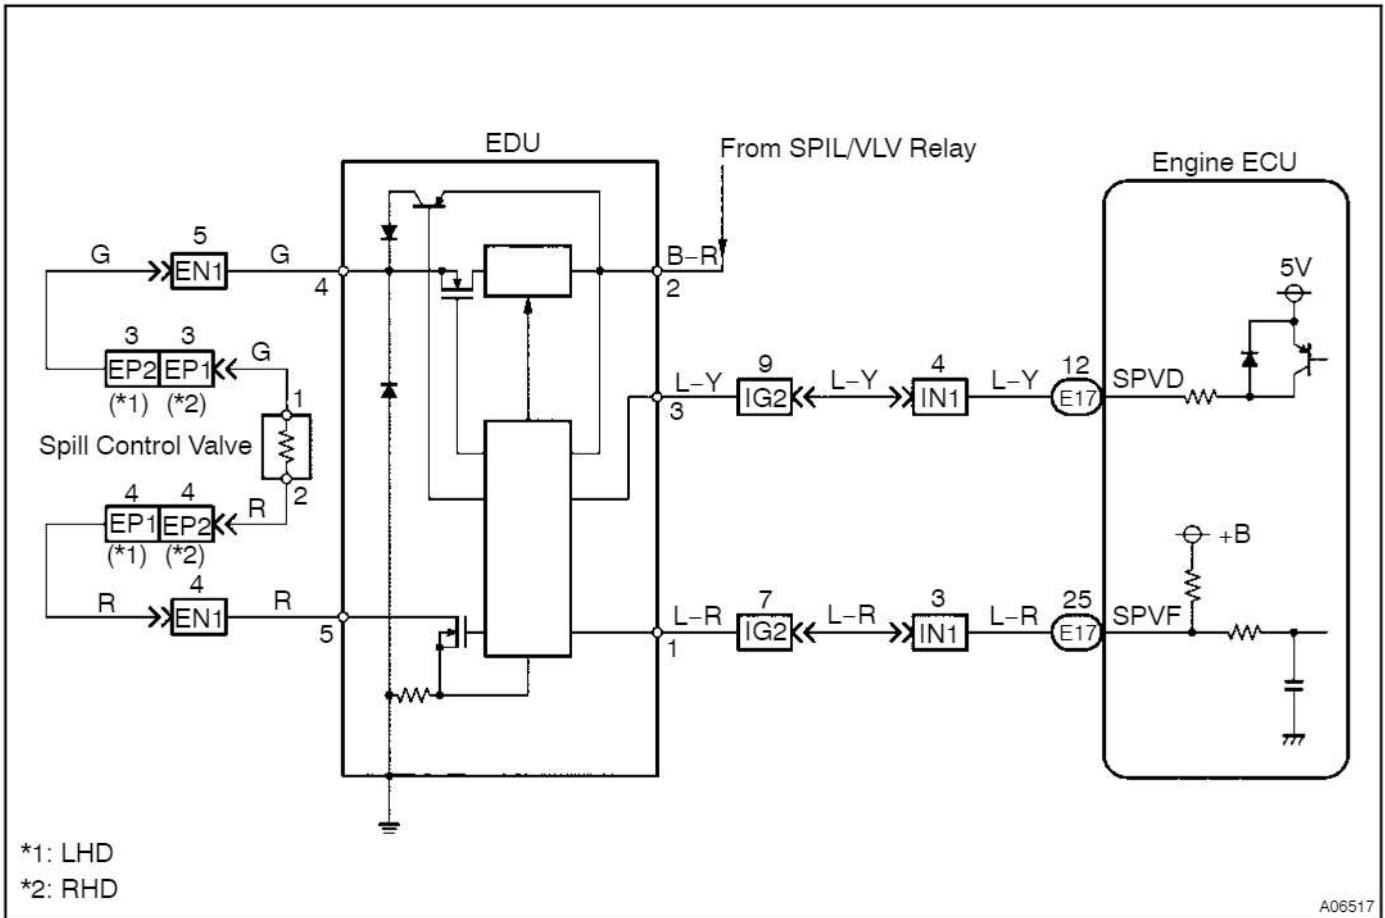 EDU
From SPIL/VLV Relay
Engine ECU
5
G
EN1
G
4
B-R
2
5V
3 3
EP2 EP1
G
(*1) (*2)
1
L-Y
3
9
IG2
L-Y
4
IN1
L-Y
12
E17
SPVD
Spill Control Valve
2
4 4
EP1 EP2
R
(*1) (*2)
+B
4
R
EN1
R
5
L-R
1
7
IG2
L-R
3
IN1
L-R
25
E17
SPVF
*1: LHD
*2: RHD
A06517